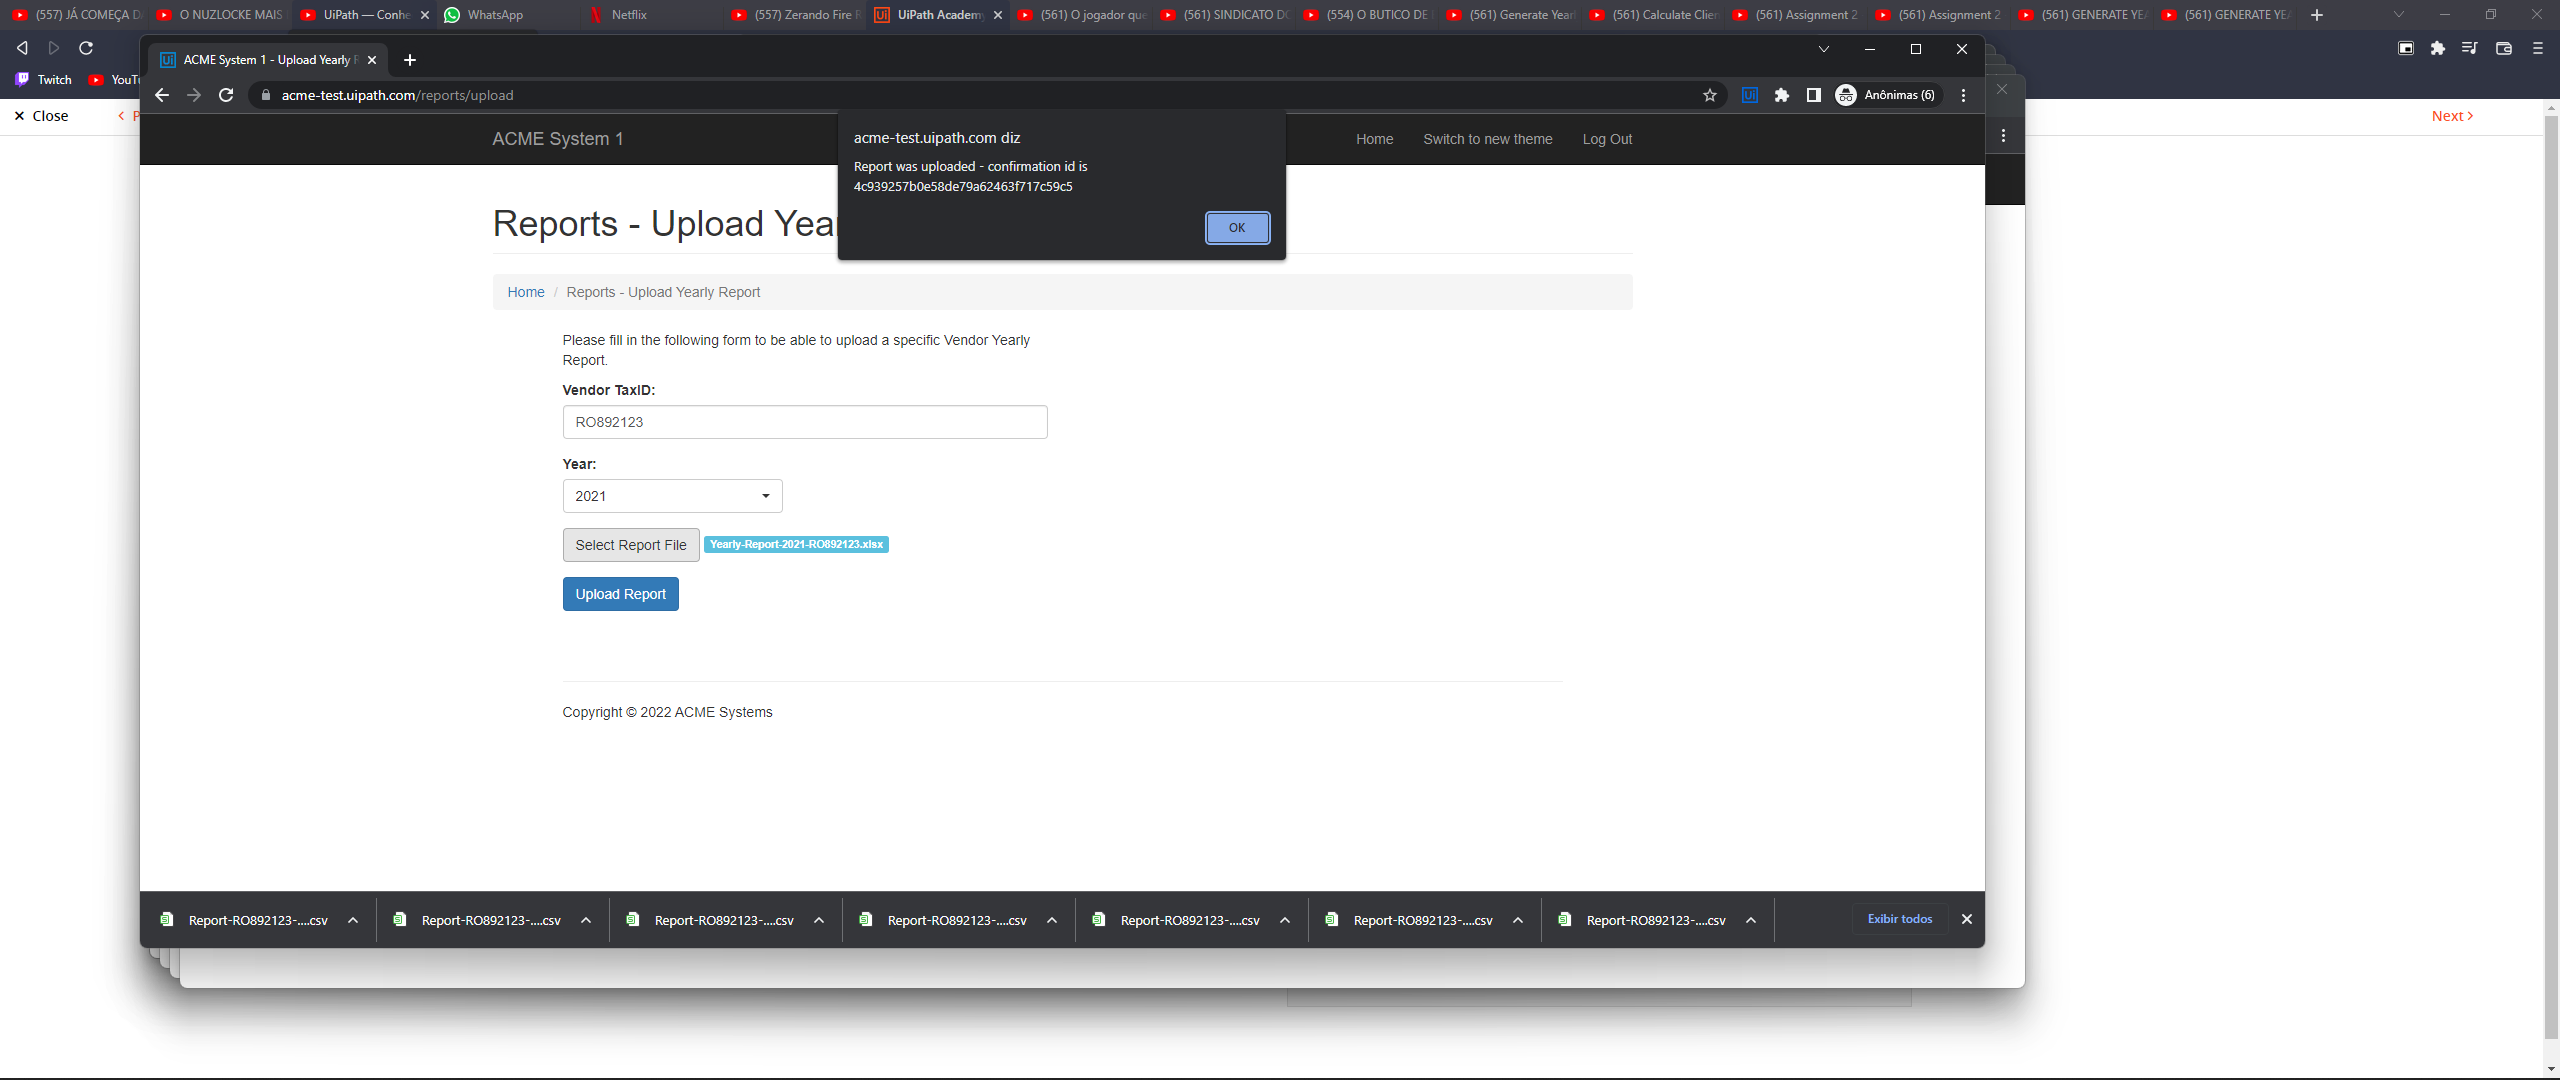 (557) JÁ COMEÇA D
O NUZLOCKE MAIS
UiPath — Conhe
WhatsApp
Netflix
(557) Zerando Fire R
UiPath Academy
(561) O jogador que
(561) SINDICATO DO
(554) O BUTICO DE
(561) Generate Yearl
(561) Calculate Clien
(561) Assignment 2
(561) Assignment 2
(561) GENERATE YEA
(561) GENERATE YEA
Twitch
YouTu
Close
P
Next
ACME System 1 - Upload Yearly R
acme-test.uipath.com/reports/upload
Anônimas (6)
ACME System 1
Home
Switch to new theme
Log Out
acme-test.uipath.com diz
Report was uploaded - confirmation id is
4c939257b0e58de79a62463f717c59c5
OK
Reports - Upload Year
Home / Reports - Upload Yearly Report
Please fill in the following form to be able to upload a specific Vendor Yearly
Report.
Vendor TaxID:
RO892123
Year:
2021
Select Report File
Yearly-Report-2021-RO892123.xlsx
Upload Report
Copyright © 2022 ACME Systems
Report-RO892123-....csv
Report-RO892123-....csv
Report-RO892123-....csv
Report-RO892123-....csv
Report-RO892123-....csv
Report-RO892123-....csv
Report-RO892123-....csv
Exibir todos